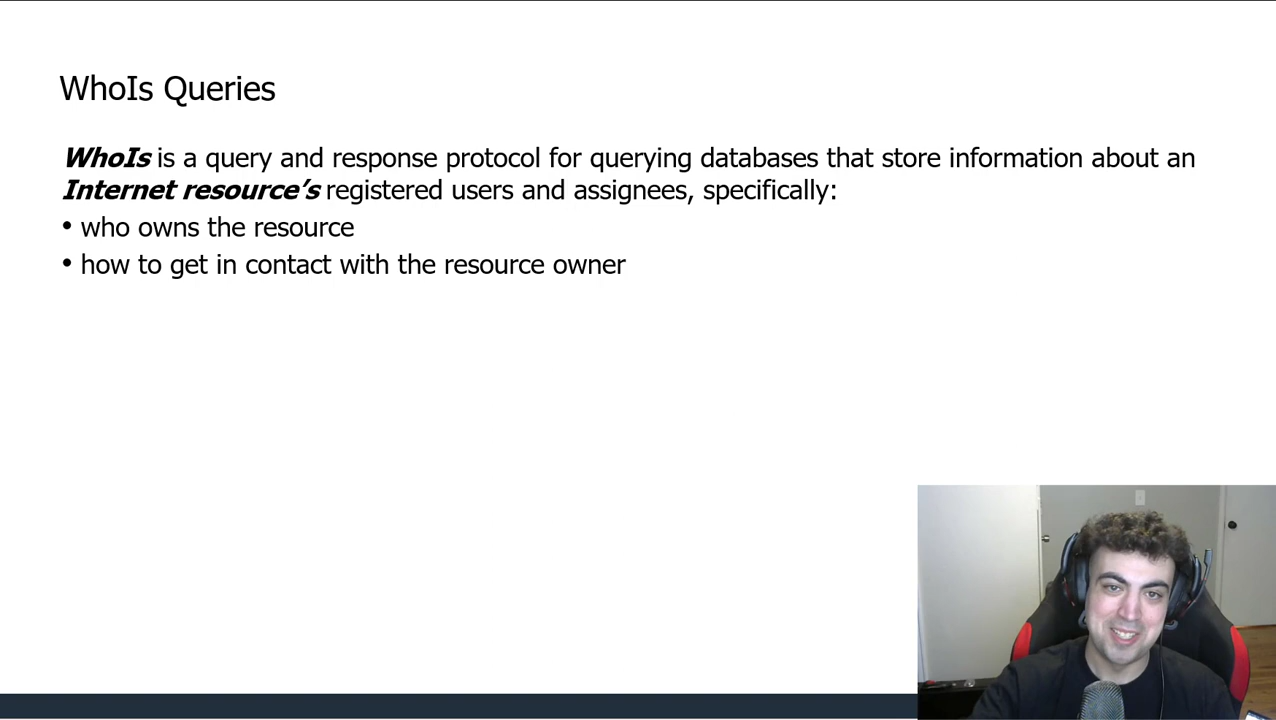 WhoIs Queries
WhoIs is a query and response protocol for querying databases that store information about an
Internet resource’s registered users and assignees, specifically:
• who owns the resource
• how to get in contact with the resource owner